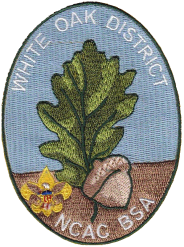 WHITE OAK DISTRICT
NCAC BSA